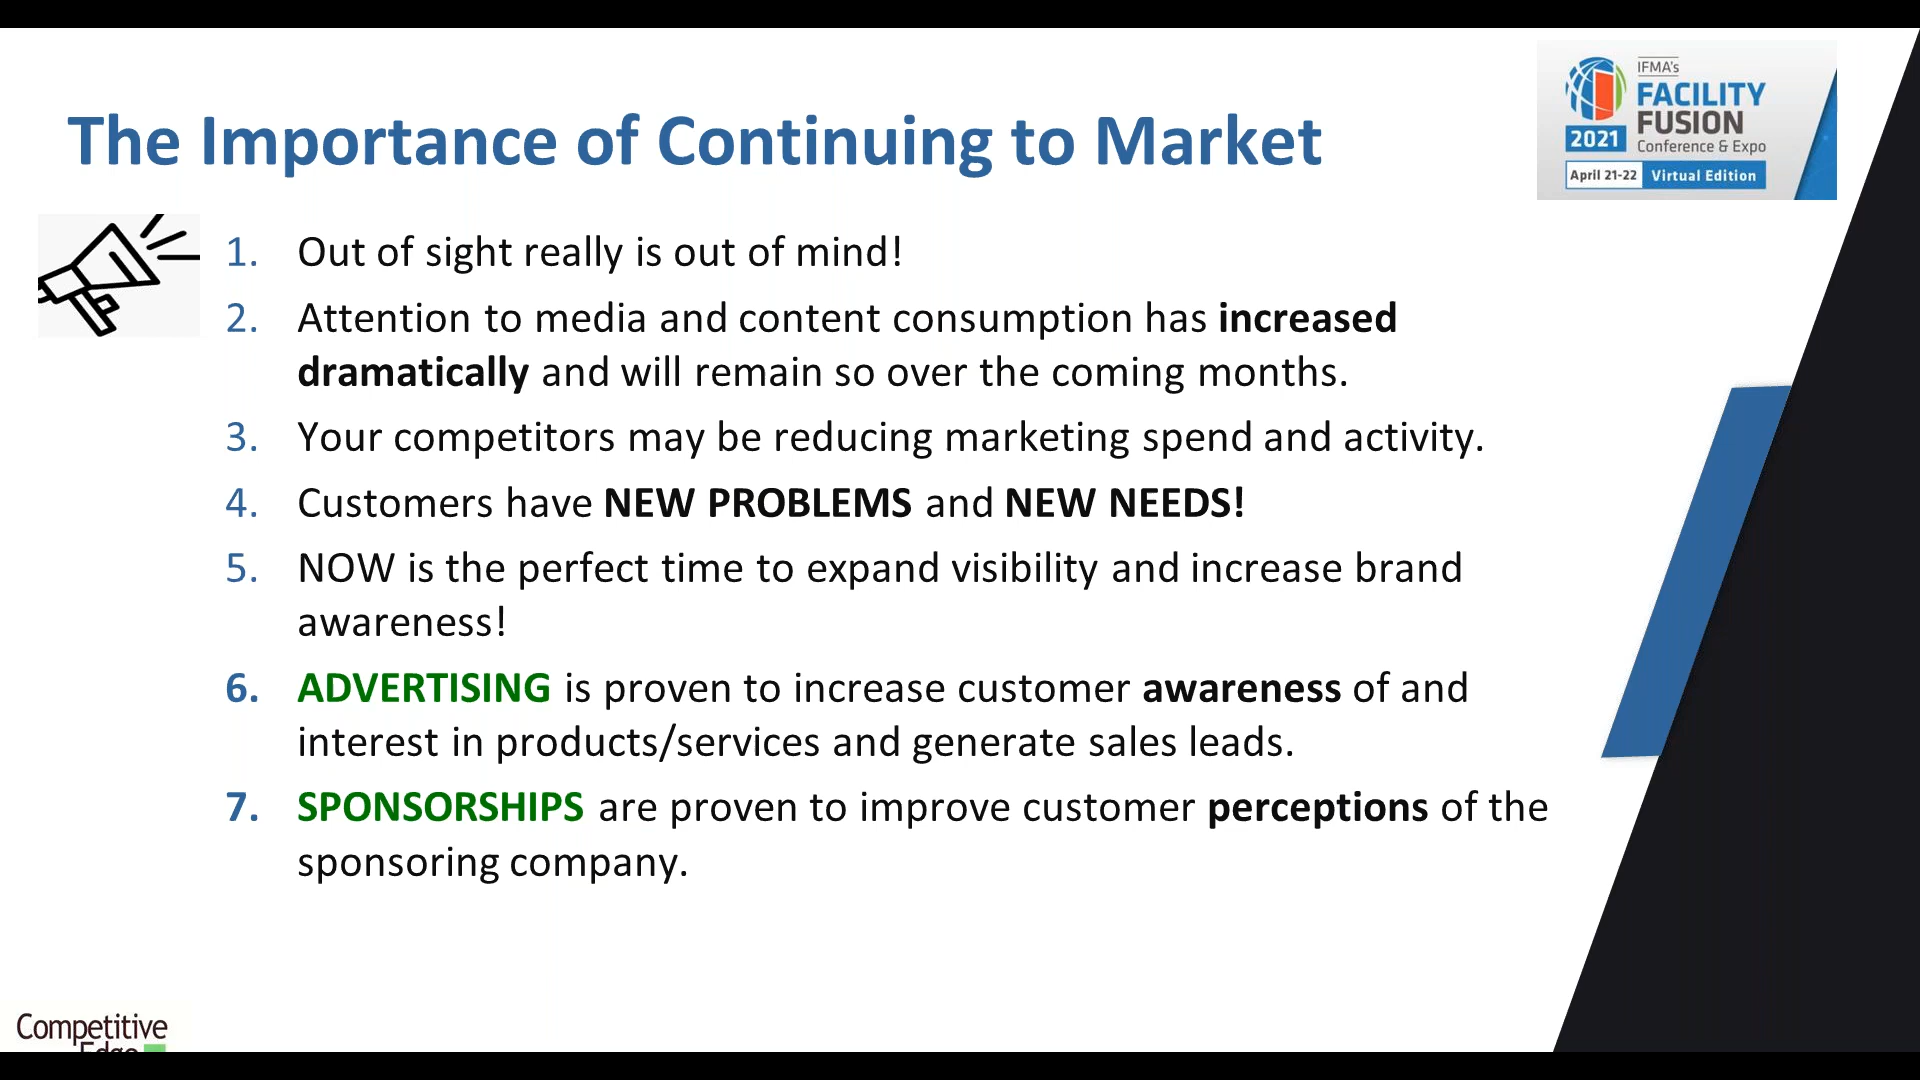 The Importance of Continuing to Market
IFMA's
FACILITY
FUSION
2021
Conference & Expo
April 21-22
Virtual Edition
1. Out of sight really is out of mind!
2. Attention to media and content consumption has increased
dramatically and will remain so over the coming months.
3. Your competitors may be reducing marketing spend and activity.
4. Customers have NEW PROBLEMS and NEW NEEDS!
5. NOW is the perfect time to expand visibility and increase brand
awareness!
6. ADVERTISING is proven to increase customer awareness of and
interest in products/services and generate sales leads.
7. SPONSORSHIPS are proven to improve customer perceptions of the
sponsoring company.
Competitive
Edge